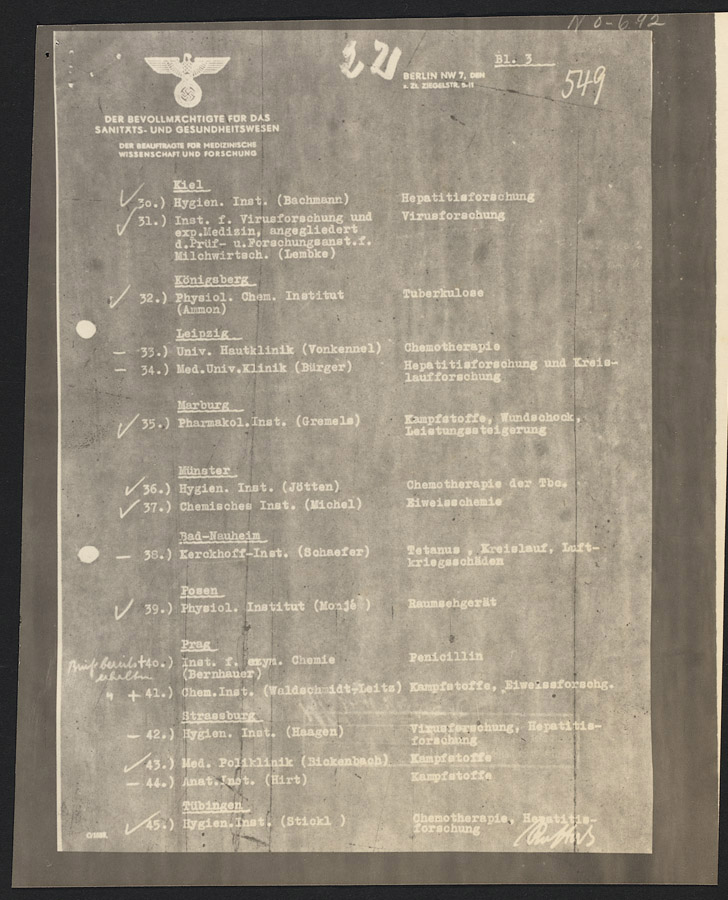 N 0-692
22
Bl. 3
549
BERLIN NW 7, DEN
z. Zt. ZIEGELSTR. 5-11
DER BEVOLLMÄCHTIGTE FÜR DAS
SANITÄTS- UND GESUNDHEITSWESEN
DER BEAUFTRAGTE FÜR MEDIZINISCHE
WISSENSCHAFT UND FORSCHUNG
Kiel
30.) Hygien. Inst. (Bachmann) Hepatitisforschung
31.) Inst. f. Virusforschung und Virusforschung
exp.Medizin, angegliedert
d.Prüf- u.Forschungsanst.f.
Milchwirtsch. (Lembke)
Königsberg
32.) Physiol. Chem. Institut Tuberkulose
(Ammon)
Leipzig
— 33.) Univ. Hautklinik (Vonkennel) Chemotherapie
— 34.) Med.Univ.Klinik (Bürger) Hepatitisforschung und Kreis-
laufforschung
Marburg
35.) Pharmakol.Inst. (Gremels) Kampfstoffe, Wundschock,
Leistungssteigerung
Münster
36.) Hygien. Inst. (Jötten) Chemotherapie der Tbc.
37.) Chemisches Inst. (Michel) Eiweisschemie
Bad-Nauheim
— 38.) Kerckhoff-Inst. (Schaefer) Tetanus , Kreislauf, Luft-
kriegsschäden
Posen
39.) Physiol. Institut (Monjé ) Raumsehgerät
Prag
+40.) Inst. f. enym. Chemie Penicillin
(Bernhauer)
erhalten
" + 41.) Chem.Inst. (Waldschmidt-Leitz) Kampfstoffe, Eiweissforschg.
Strassburg
— 42.) Hygien. Inst. (Haagen) Virusforschung, Hepatitis-
forschung
43.) Med. Poliklinik (Bickenbach) Kampfstoffe
— 44.) Anat.Inst. (Hirt) Kampfstoffe
Tübingen
45.) Hygien.Inst. (Stickl ) Chemotherapie, Hepatitis-
forschung